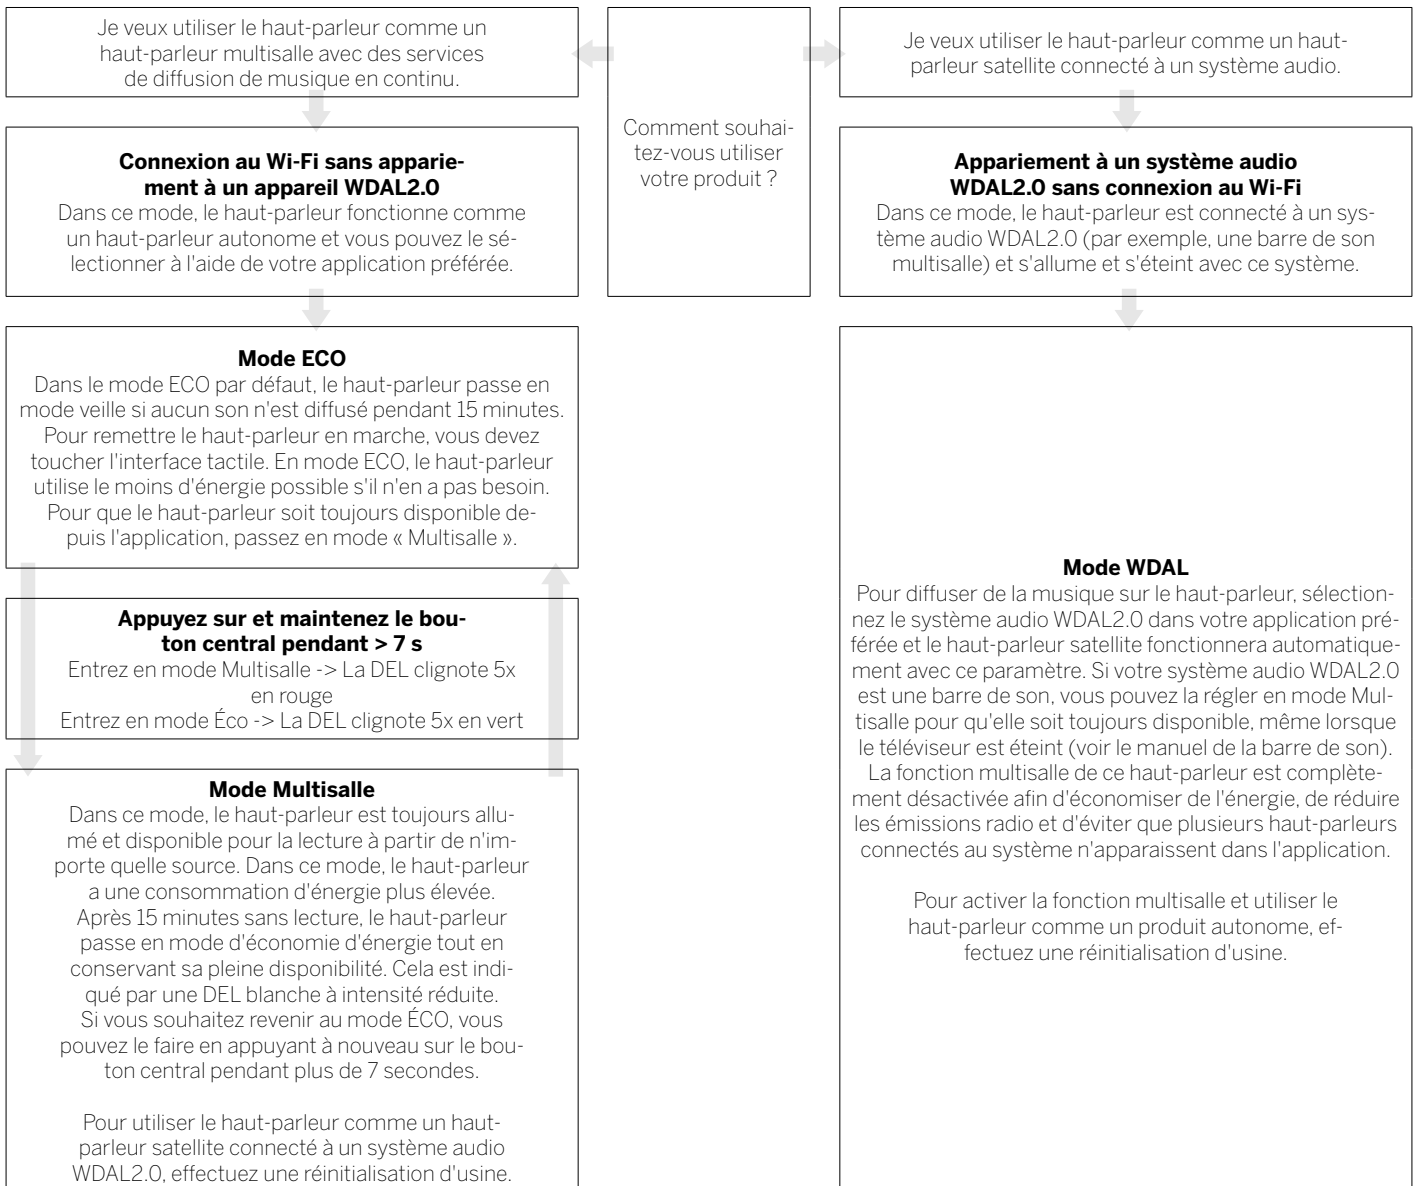 Je veux utiliser le haut-parleur comme un
haut-parleur multisalle avec des services
de diffusion de musique en continu.
Connexion au Wi-Fi sans apparie-
ment à un appareil WDAL2.0
Dans ce mode, le haut-parleur fonctionne comme
un haut-parleur autonome et vous pouvez le sé-
lectionner à l'aide de votre application préférée.
Comment souhai-
tez-vous utiliser
votre produit ?
Je veux utiliser le haut-parleur comme un haut-
parleur satellite connecté à un système audio.
Appariement à un système audio
WDAL2.0 sans connexion au Wi-Fi
Dans ce mode, le haut-parleur est connecté à un sys-
tème audio WDAL2.0 (par exemple, une barre de son
multisalle) et s'allume et s'éteint avec ce système.
Mode ECO
Dans le mode ECO par défaut, le haut-parleur passe en
mode veille si aucun son n'est diffusé pendant 15 minutes.
Pour remettre le haut-parleur en marche, vous devez
toucher l'interface tactile. En mode ECO, le haut-parleur
utilise le moins d'énergie possible s'il n'en a pas besoin.
Pour que le haut-parleur soit toujours disponible de-
puis l'application, passez en mode « Multisalle ».
Appuyez sur et maintenez le bou-
ton central pendant > 7 s
Entrez en mode Multisalle -> La DEL clignote 5x
en rouge
Entrez en mode Éco -> La DEL clignote 5x en vert
Mode Multisalle
Dans ce mode, le haut-parleur est toujours allu-
mé et disponible pour la lecture à partir de n'im-
porte quelle source. Dans ce mode, le haut-parleur
a une consommation d'énergie plus élevée.
Après 15 minutes sans lecture, le haut-parleur
passe en mode d'économie d'énergie tout en
conservant sa pleine disponibilité. Cela est indi-
qué par une DEL blanche à intensité réduite.
Si vous souhaitez revenir au mode ÉCO, vous
pouvez le faire en appuyant à nouveau sur le bou-
ton central pendant plus de 7 secondes.
Pour utiliser le haut-parleur comme un haut-
parleur satellite connecté à un système audio
WDAL2.0, effectuez une réinitialisation d'usine.
Mode WDAL
Pour diffuser de la musique sur le haut-parleur, sélection-
nez le système audio WDAL2.0 dans votre application pré-
férée et le haut-parleur satellite fonctionnera automatique-
ment avec ce paramètre. Si votre système audio WDAL2.0
est une barre de son, vous pouvez la régler en mode Mul-
tisalle pour qu'elle soit toujours disponible, même lorsque
le téléviseur est éteint (voir le manuel de la barre de son).
La fonction multisalle de ce haut-parleur est complète-
ment désactivée afin d'économiser de l'énergie, de réduire
les émissions radio et d'éviter que plusieurs haut-parleurs
connectés au système n'apparaissent dans l'application.
Pour activer la fonction multisalle et utiliser le
haut-parleur comme un produit autonome, ef-
fectuez une réinitialisation d'usine.